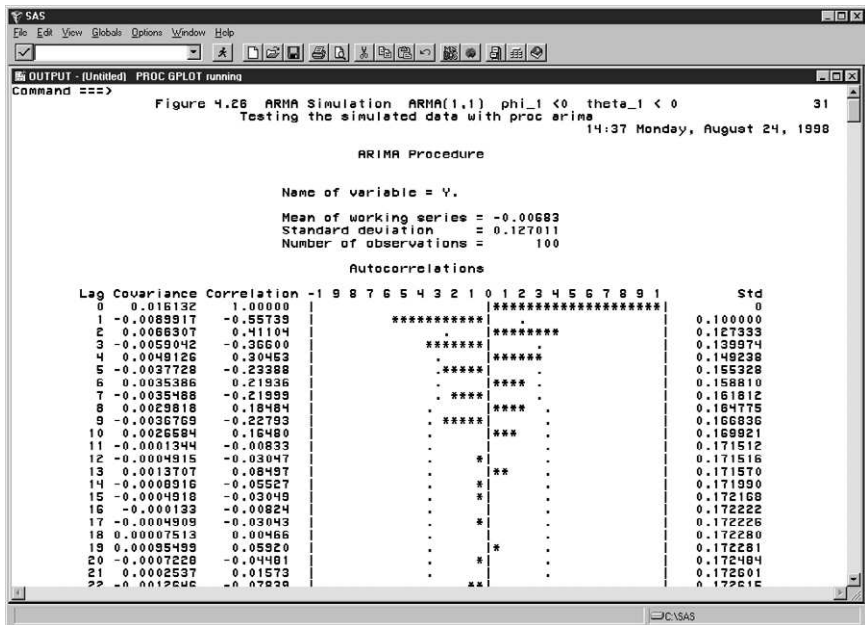 SAS
File Edit View Globals Options Window Help
OUTPUT - (Untitled) PROC GPLOT running
Command ===>
Figure 4.26 ARMA Simulation ARMA(1,1) phi_1 <0 theta_1 < 0 31
Testing the simulated data with proc arima
14:37 Monday, August 24, 1998
ARIMA Procedure
Name of variable = Y.
Mean of working series = -0.00683
Standard deviation = 0.127011
Number of observations = 100
Autocorrelations
Lag Covariance Correlation -1 9 8 7 6 5 4 3 2 1 0 1 2 3 4 5 6 7 8 9 1 Std
0 0.016132 1.00000 | |********************| 0
1 -0.0089917 -0.55739 | ***********| . | 0.100000
2 0.0066307 0.41104 | . |******** | 0.127333
3 -0.0059042 -0.36600 | *******| . | 0.139974
4 0.0049126 0.30453 | . |****** | 0.149238
5 -0.0037728 -0.23388 | .*****| . | 0.155328
6 0.0035386 0.21936 | . |**** . | 0.158810
7 -0.0035488 -0.21999 | . ****| . | 0.161812
8 0.0029818 0.18484 | . |**** . | 0.164775
9 -0.0036769 -0.22793 | . *****| . | 0.166836
10 0.0026584 0.16480 | . |*** . | 0.169921
11 -0.0001344 -0.00833 | . | . | 0.171512
12 -0.0004915 -0.03047 | . *| . | 0.171516
13 0.0013707 0.08497 | . |** . | 0.171570
14 -0.0008916 -0.05527 | . *| . | 0.171990
15 -0.0004918 -0.03049 | . *| . | 0.172168
16 -0.000133 -0.00824 | . | . | 0.172222
17 -0.0004909 -0.03043 | . *| . | 0.172226
18 0.00007513 0.00466 | . | . | 0.172280
19 0.00095499 0.05920 | . |* . | 0.172281
20 -0.0007228 -0.04481 | . *| . | 0.172484
21 0.0002537 0.01573 | . | . | 0.172601
22 -0.0012646 -0.07839 | . **| . | 0.172615
C:\SAS